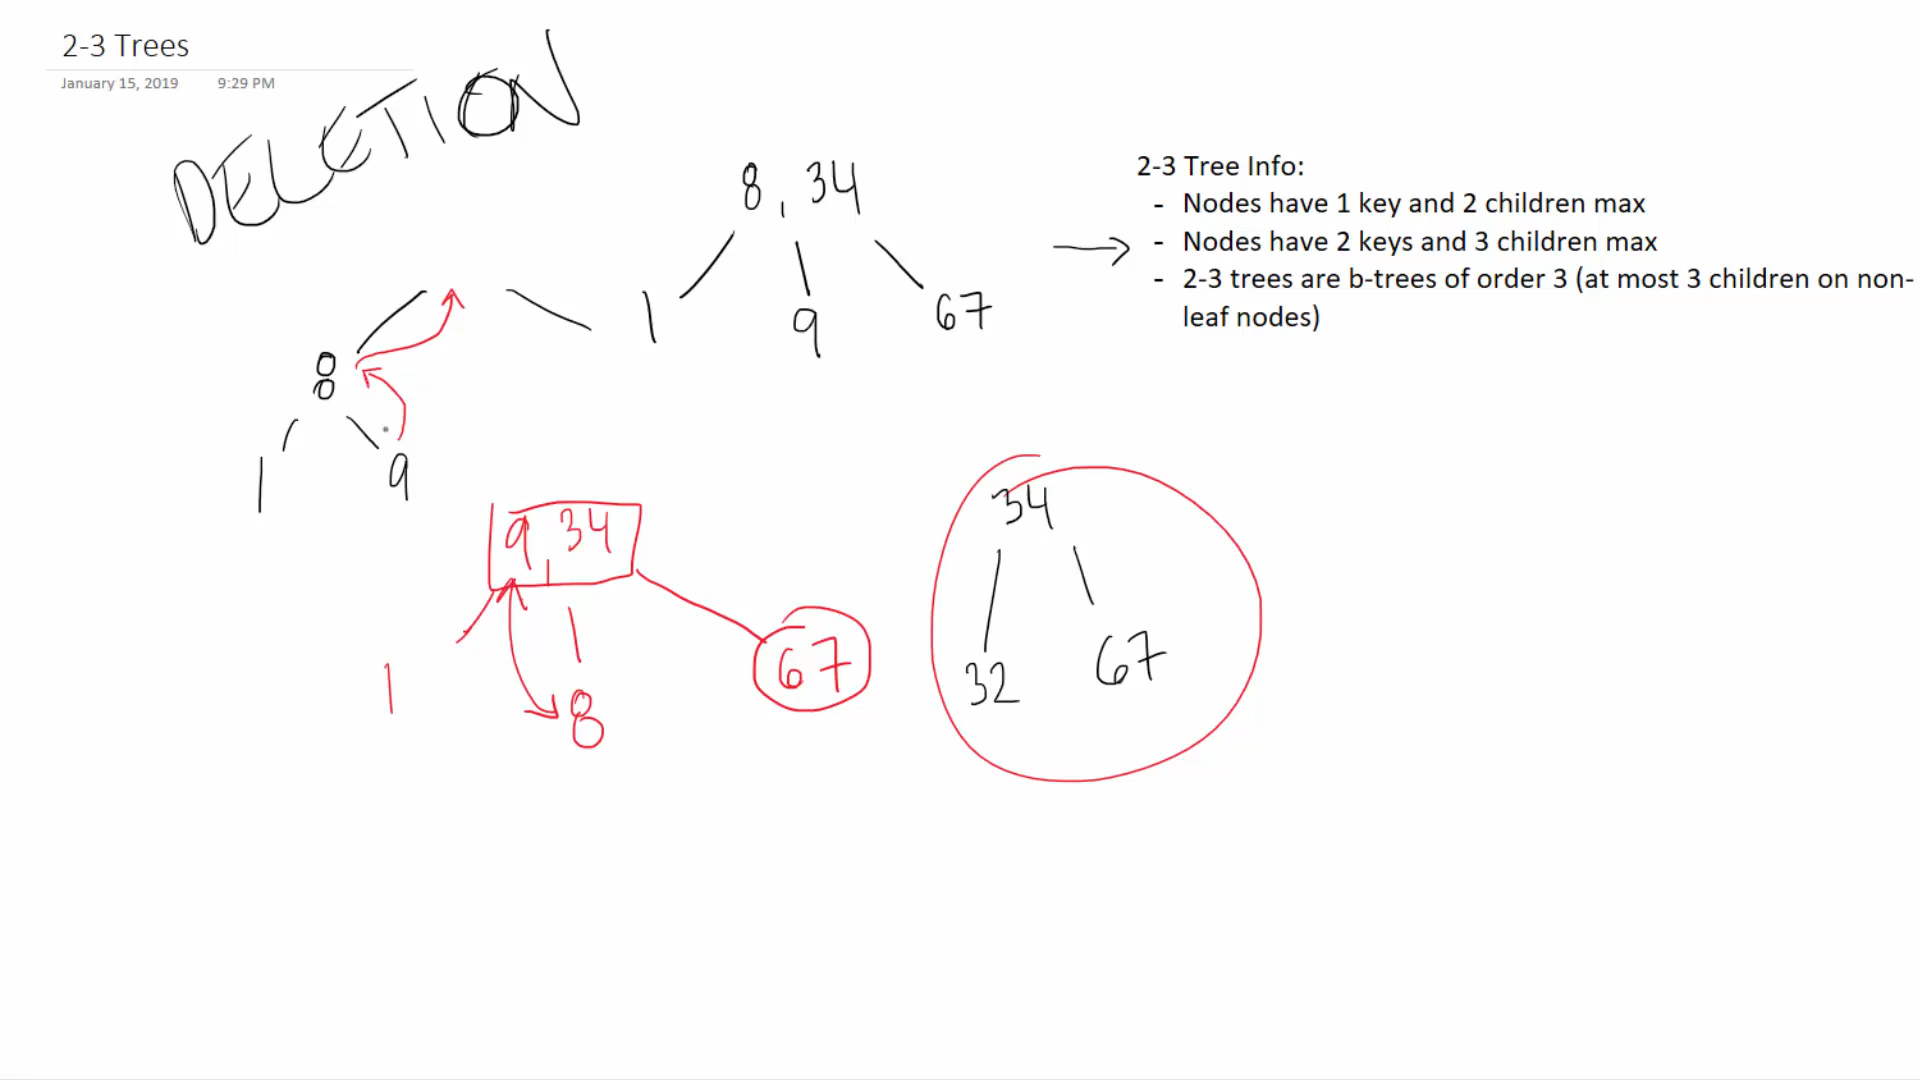 2-3 Trees
January 15, 2019 9:29 PM
DELETION
8, 34
1 9 67
2-3 Tree Info:
- Nodes have 1 key and 2 children max
- Nodes have 2 keys and 3 children max
- 2-3 trees are b-trees of order 3 (at most 3 children on non-
leaf nodes)
8
1 9
9, 34
1 8 67
34
32 67